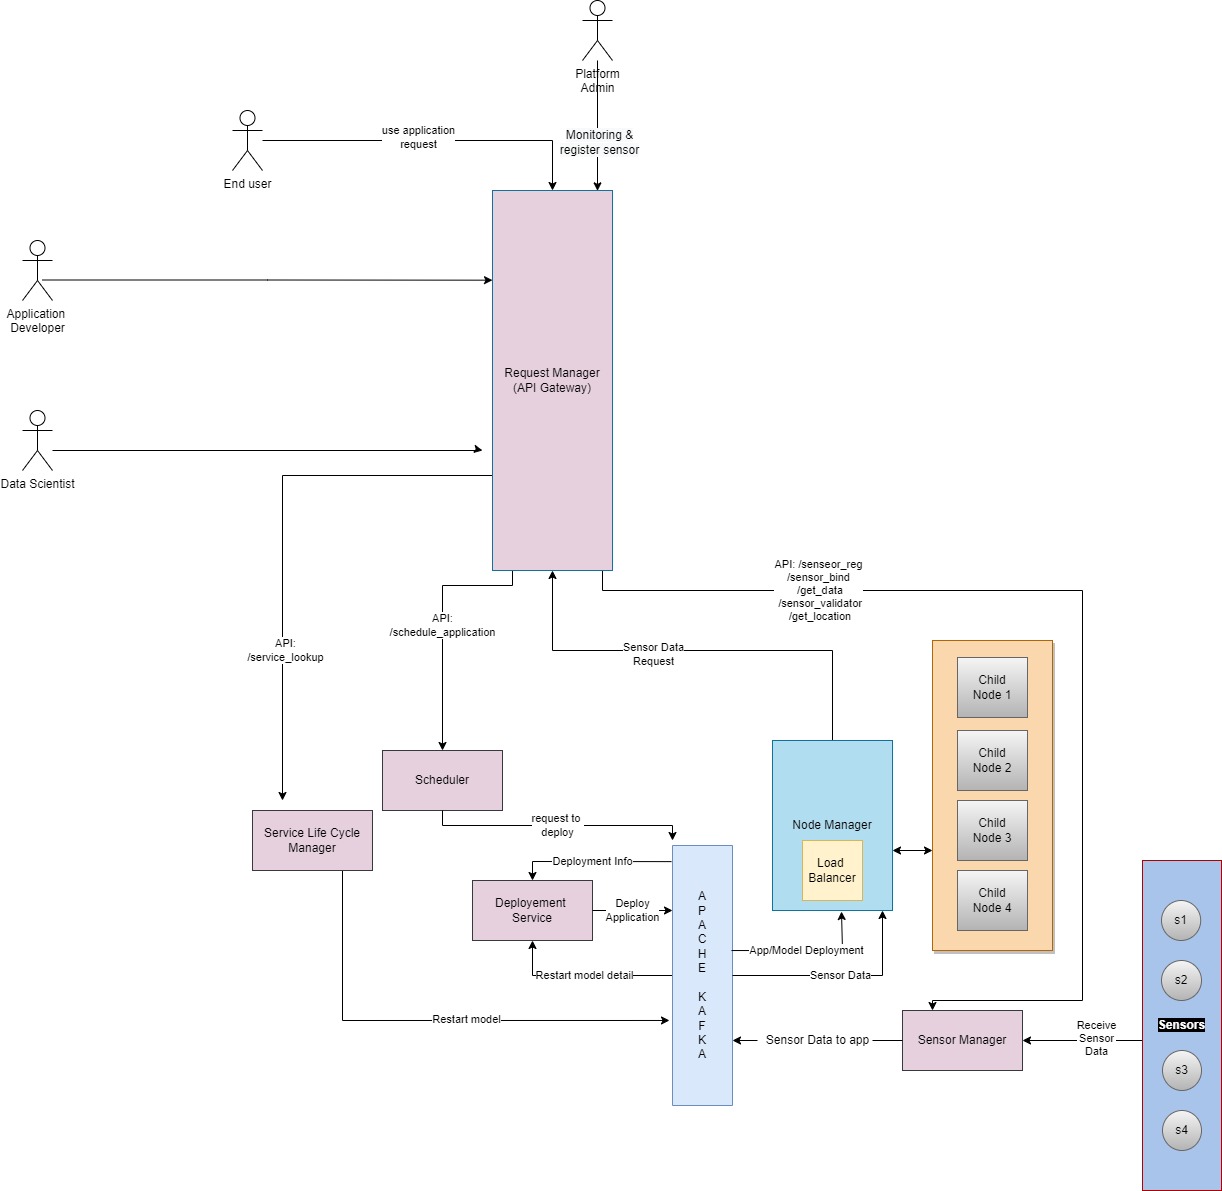 Platform
Admin
use application
request
Monitoring &
register sensor
End user
Application
Developer
Request Manager
(API Gateway)
Data Scientist
API: /senseor_reg
/sensor_bind
/get_data
/sensor_validator
/get_location
API:
/schedule_application
API:
/service_lookup
Sensor Data
Request
Child
Node 1
Child
Node 2
Child
Node 3
Child
Node 4
Scheduler
Node Manager
Load
Balancer
Service Life Cycle
Manager
request to
deploy
Deployment Info
Deployement
Service
Deploy
Application
Restart model detail
Restart model
A
P
A
C
H
E
K
A
F
K
A
App/Model Deployment
Sensor Data
Sensor Data to app
Sensor Manager
Receive
Sensor
Data
s1
s2
Sensors
s3
s4